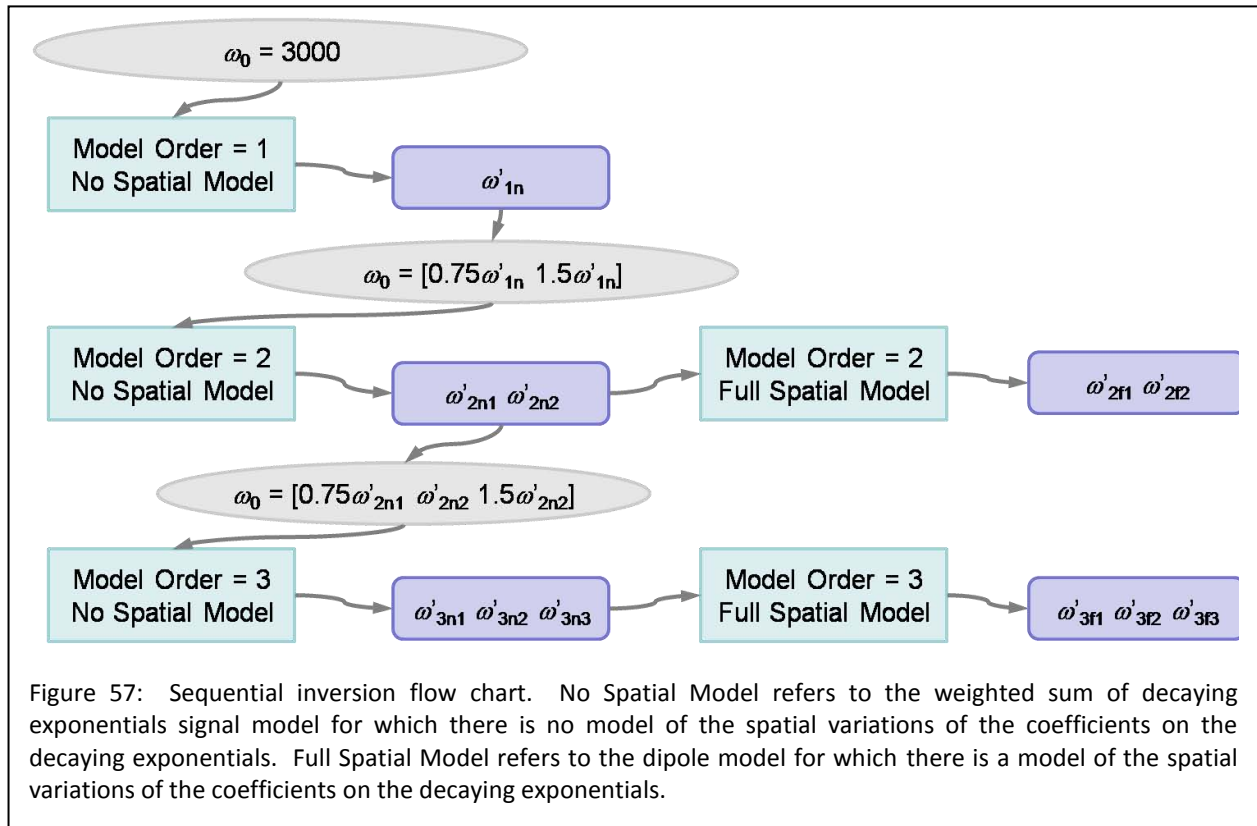 ω₀ = 3000
Model Order = 1
No Spatial Model
ω'₁ₙ
ω₀ = [0.75ω'₁ₙ 1.5ω'₁ₙ]
Model Order = 2
No Spatial Model
ω'₂ₙ₁ ω'₂ₙ₂
Model Order = 2
Full Spatial Model
ω'2f1 ω'2f2
ω₀ = [0.75ω'₂ₙ₁ ω'₂ₙ₂ 1.5ω'₂ₙ₂]
Model Order = 3
No Spatial Model
ω'₃ₙ₁ ω'₃ₙ₂ ω'₃ₙ₃
Model Order = 3
Full Spatial Model
ω'3f1 ω'3f2 ω'3f3
Figure 57: Sequential inversion flow chart. No Spatial Model refers to the weighted sum of decaying
exponentials signal model for which there is no model of the spatial variations of the coefficients on the
decaying exponentials. Full Spatial Model refers to the dipole model for which there is a model of the spatial
variations of the coefficients on the decaying exponentials.